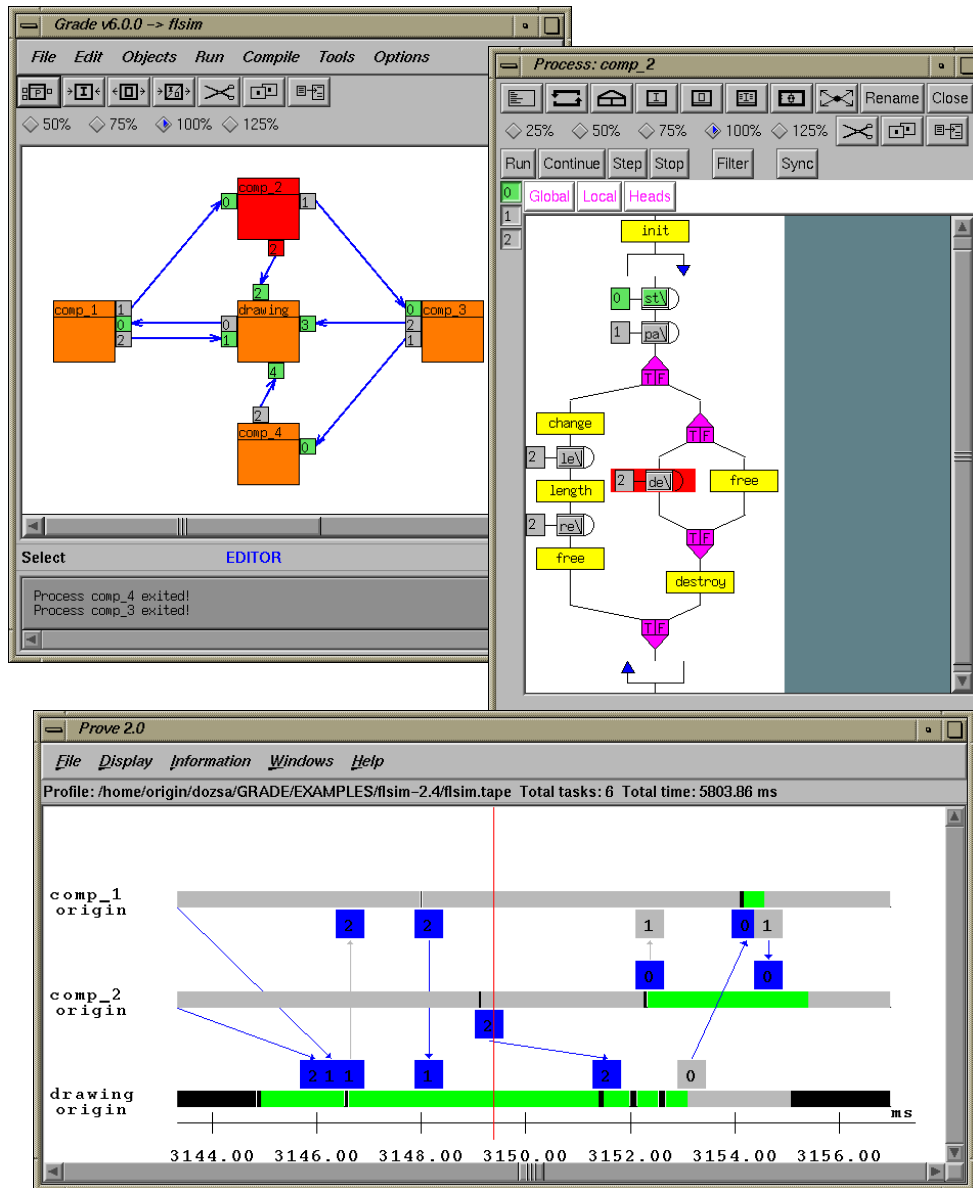 Grade v6.0.0 -> flsim
File Edit Objects Run Compile Tools Options
P I O I/O
50% 75% 100% 125%
comp_2
0 1
2
2
comp_1 1
0
2
drawing
0 3
1
4
0 comp_3
2
1
2
comp_4
0
Select EDITOR
Process comp_4 exited!
Process comp_3 exited!
Process: comp_2
I O Rename Close
25% 50% 75% 100% 125%
Run Continue Step Stop Filter Sync
0 Global Local Heads
1
2
init
0 st\
1 pa\
T F
change
T F
2 le\
2 de\ free
length
2 re\
T F
free
destroy
T F
Prove 2.0
File Display Information Windows Help
Profile: /home/origin/dozsa/GRADE/EXAMPLES/flsim-2.4/flsim.tape Total tasks: 6 Total time: 5803.86 ms
comp_1
origin
2 2 1 0 1
0 0
comp_2
origin
2
2 1 1 1 2 0
drawing
origin
ms
3144.00 3146.00 3148.00 3150.00 3152.00 3154.00 3156.00